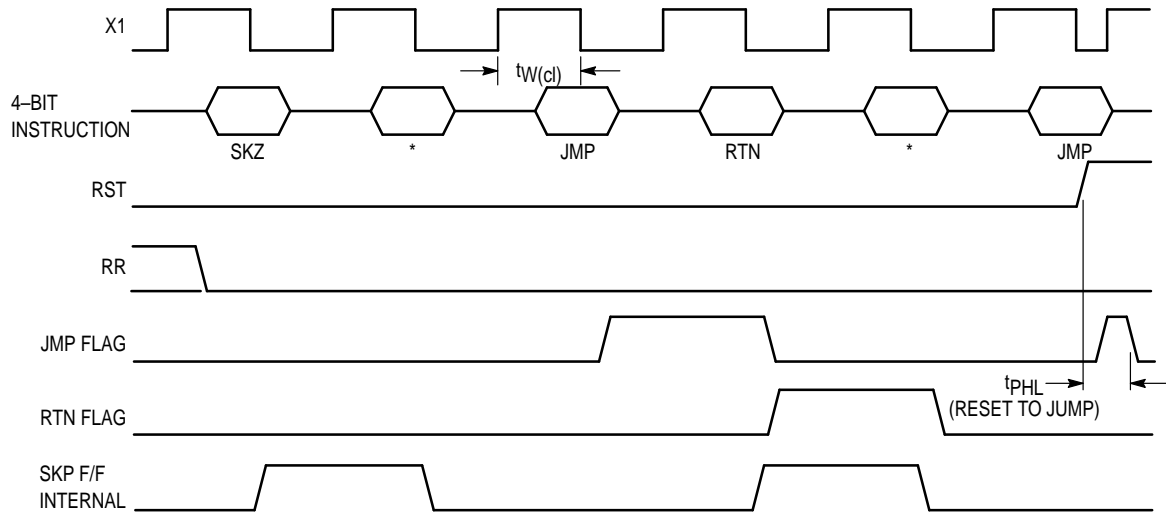 X1
tW(cl)
4–BIT
INSTRUCTION
SKZ * JMP RTN * JMP
RST
RR
JMP FLAG
tPHL
(RESET TO JUMP)
RTN FLAG
SKP F/F
INTERNAL